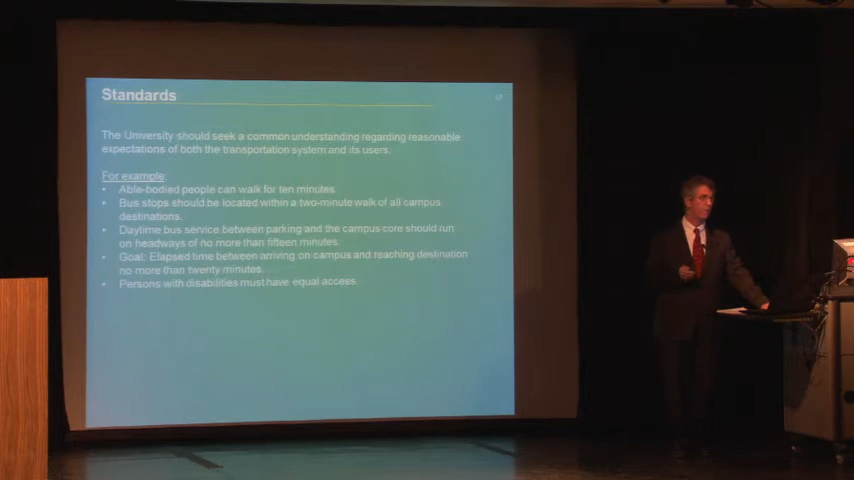 Standards
The University should seek a common understanding regarding reasonable
expectations of both the transportation system and its users.
For example:
• Able-bodied people can walk for ten minutes.
• Bus stops should be located within a two-minute walk of all campus
destinations.
• Daytime bus service between parking and the campus core should run
on headways of no more than fifteen minutes.
• Goal: Elapsed time between arriving on campus and reaching destination
no more than twenty minutes.
• Persons with disabilities must have equal access.